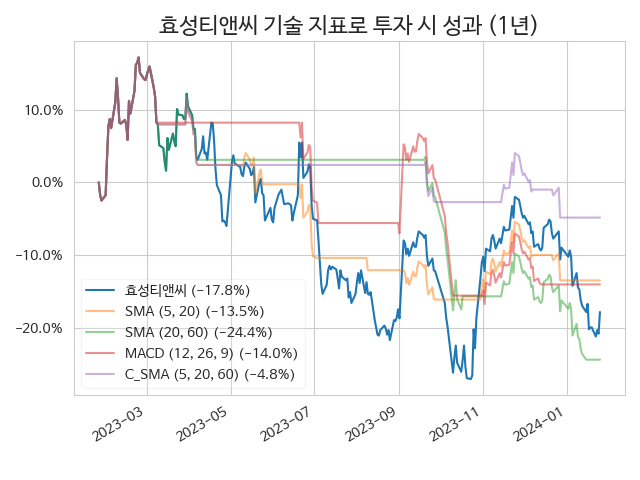 효성티앤씨 기술 지표로 투자 시 성과 (1년)
10.0%
0.0%
−10.0%
−20.0%
효성티앤씨 (−17.8%)
SMA (5, 20) (−13.5%)
SMA (20, 60) (−24.4%)
MACD (12, 26, 9) (−14.0%)
C_SMA (5, 20, 60) (−4.8%)
2023−03
2023−05
2023−07
2023−09
2023−11
2024−01